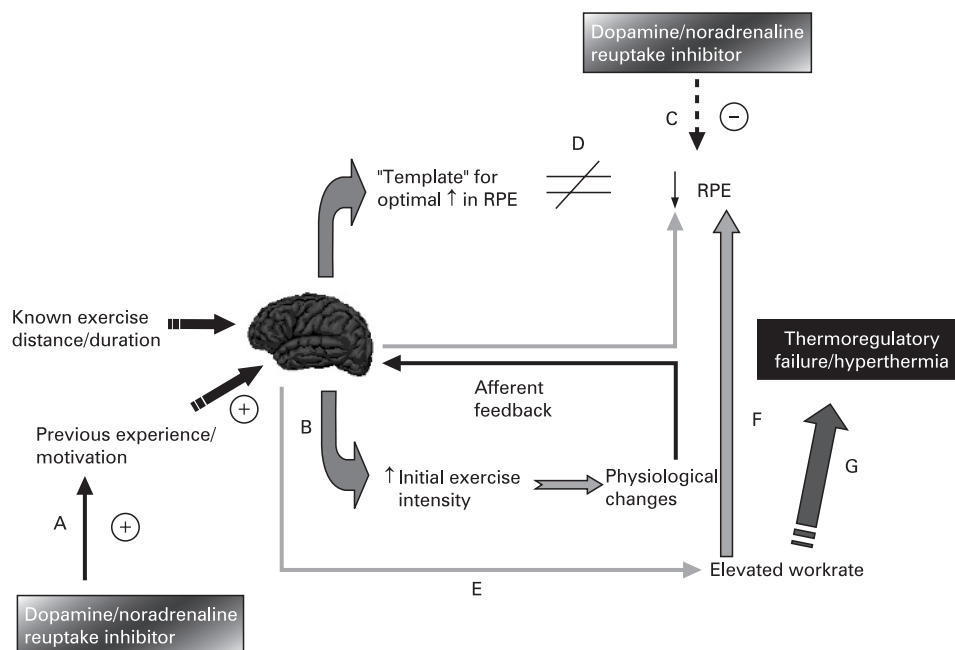 Dopamine/noradrenaline
reuptake inhibitor
C
−
D
"Template" for
optimal ↑ in RPE
↓ RPE
Known exercise
distance/duration
Thermoregulatory
failure/hyperthermia
Afferent
feedback
+
B
F
Previous experience/
motivation
G
↑ Initial exercise
intensity
Physiological
changes
A
+
Elevated workrate
E
Dopamine/noradrenaline
reuptake inhibitor